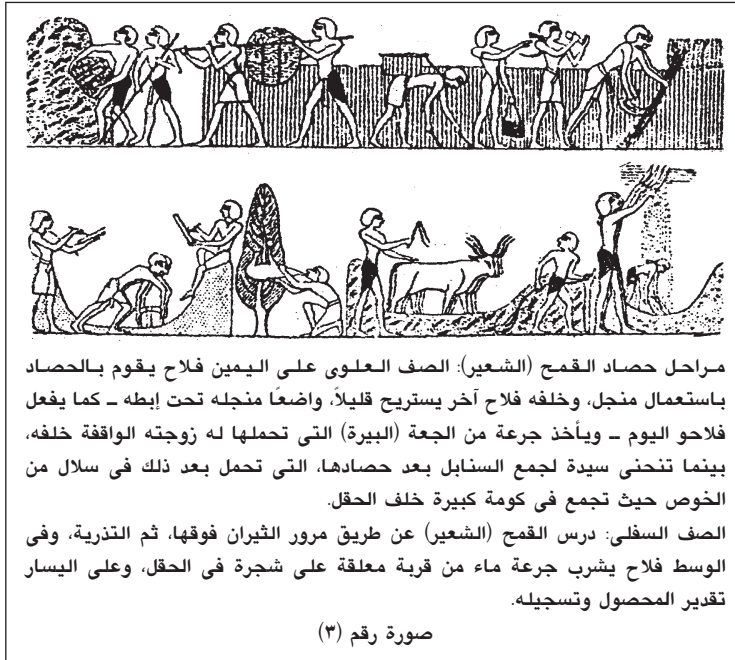 مراحل حصاد القمح (الشعير): الصف العلوى على اليمين فلاح يقوم بالحصاد
باستعمال منجل، وخلفه فلاح آخر يستريح قليلاً، واضعًا منجله تحت إبطه ـ كما يفعل
فلاحو اليوم ـ ويأخذ جرعة من الجعة (البيرة) التى تحملها له زوجته الواقفة خلفه،
بينما تنحنى سيدة لجمع السنابل بعد حصادها، التى تحمل بعد ذلك فى سلال من
الخوص حيث تجمع فى كومة كبيرة خلف الحقل.
الصف السفلى: درس القمح (الشعير) عن طريق مرور الثيران فوقها، ثم التذرية، وفى
الوسط فلاح يشرب جرعة ماء من قربة معلقة على شجرة فى الحقل، وعلى اليسار
تقدير المحصول وتسجيله.
صورة رقم (٣)